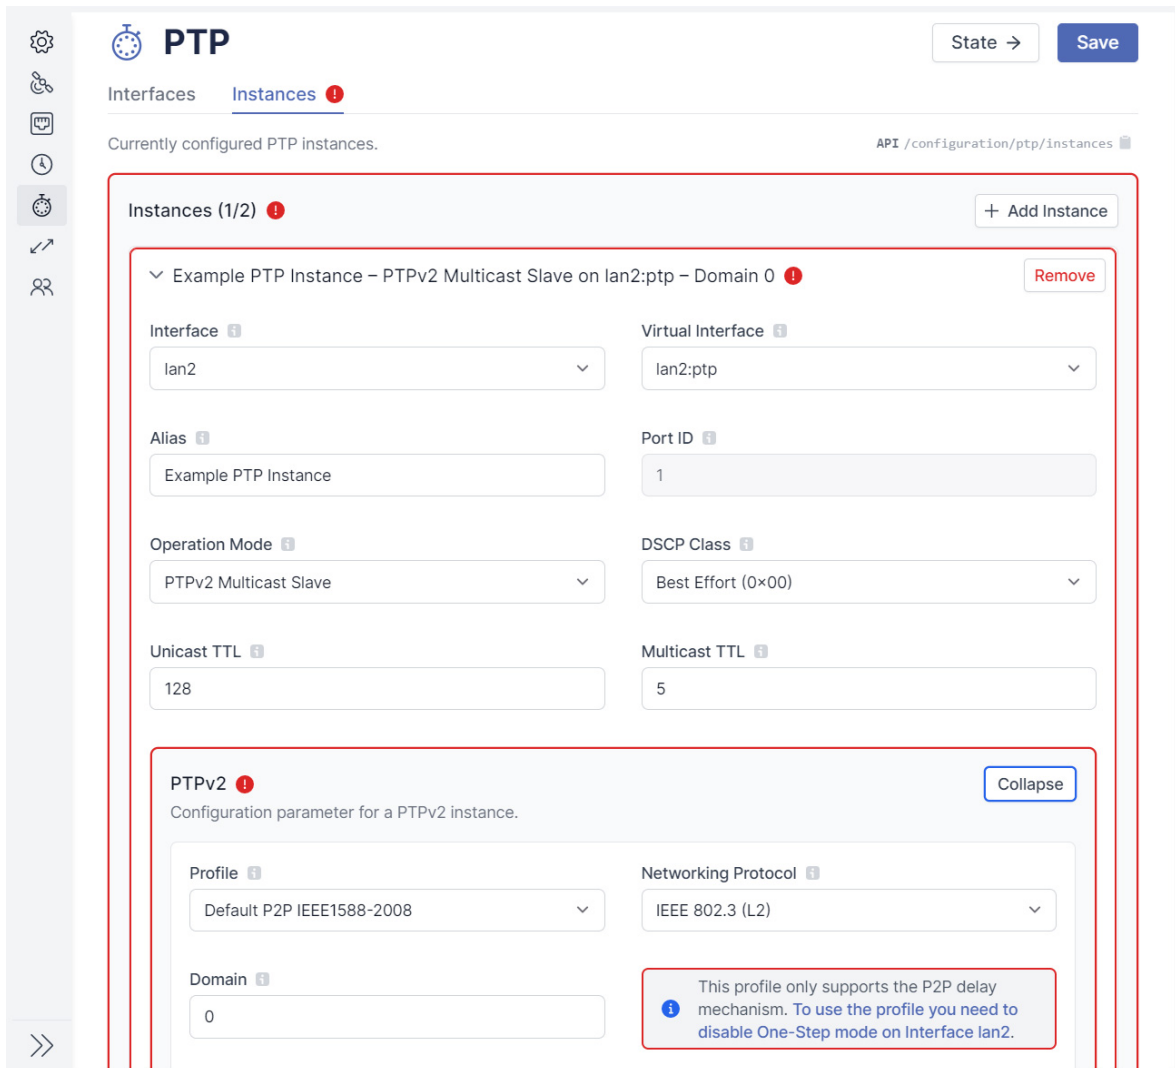 PTP
State →
Save
Interfaces
Instances
Currently configured PTP instances.
API /configuration/ptp/instances
Instances (1/2)
+ Add Instance
Example PTP Instance – PTPv2 Multicast Slave on lan2:ptp – Domain 0
Remove
Interface
Virtual Interface
lan2
lan2:ptp
Alias
Port ID
Example PTP Instance
1
Operation Mode
DSCP Class
PTPv2 Multicast Slave
Best Effort (0×00)
Unicast TTL
Multicast TTL
128
5
PTPv2
Collapse
Configuration parameter for a PTPv2 instance.
Profile
Networking Protocol
Default P2P IEEE1588-2008
IEEE 802.3 (L2)
Domain
0
This profile only supports the P2P delay
mechanism. To use the profile you need to
disable One-Step mode on Interface lan2.